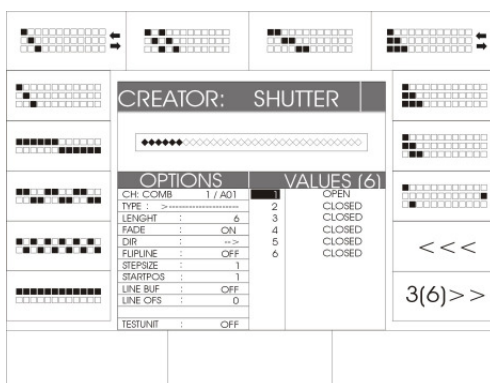 CREATOR: SHUTTER
OPTIONS
CH: COMB 1 / A01
TYPE : >----------------------
LENGHT : 6
FADE : ON
DIR : -->
FLIPLINE : OFF
STEPSIZE : 1
STARTPOS : 1
LINE BUF : OFF
LINE OFS : 0
TESTUNIT : OFF
VALUES (6)
1 OPEN
2 CLOSED
3 CLOSED
4 CLOSED
5 CLOSED
6 CLOSED
<<<
3(6)>>